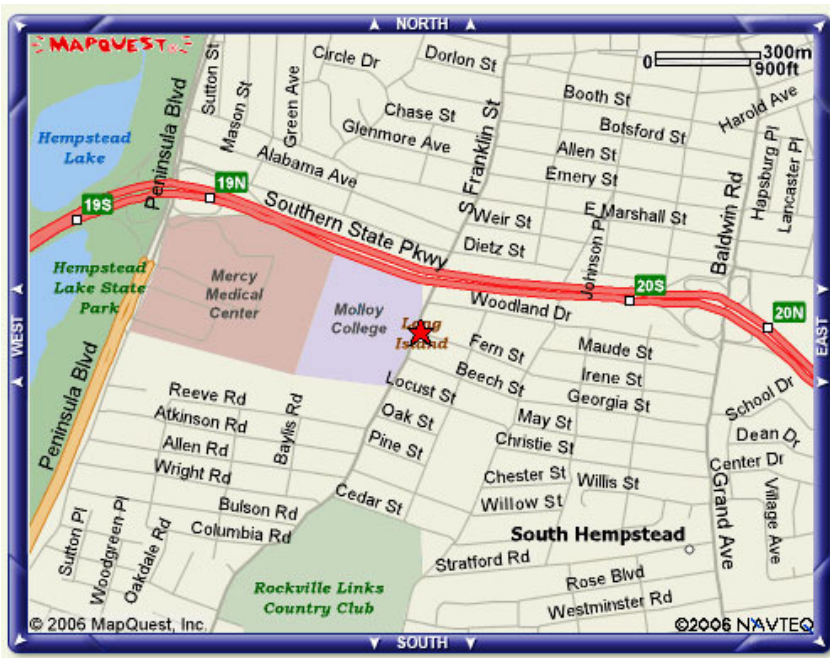 NORTH
MAPQUEST
300m
0
900ft
Peninsula Blvd
Sutton St
Mason St
Green Ave
Circle Dr
Dorlon St
Chase St
Glenmore Ave
S Franklin St
Booth St
Botsford St
Harold Ave
Hapsburg Pl
Lancaster Pl
Hempstead
Lake
Alabama Ave
Allen St
Emery St
19S
19N
Southern State Pkwy
Weir St
E Marshall St
Dietz St
Johnson Pl
Baldwin Rd
Hempstead
Lake State
Park
Mercy
Medical
Center
Molloy
College
Long
Island
Woodland Dr
20S
20N
WEST
EAST
Peninsula Blvd
Fern St
Maude St
Beech St
Irene St
Georgia St
Locust St
School Dr
Reeve Rd
Atkinson Rd
Allen Rd
Wright Rd
Baylis Rd
Oak St
Pine St
May St
Christie St
Dean Dr
Center Dr
Chester St
Willis St
Willow St
Cedar St
Bulson Rd
Columbia Rd
Grand Ave
Village Ave
South Hempstead
Sutton Pl
Woodgreen Pl
Oakdale Rd
Stratford Rd
Rockville Links
Country Club
Rose Blvd
Westminster Rd
© 2006 MapQuest, Inc.
©2006 NAVTEQ
SOUTH